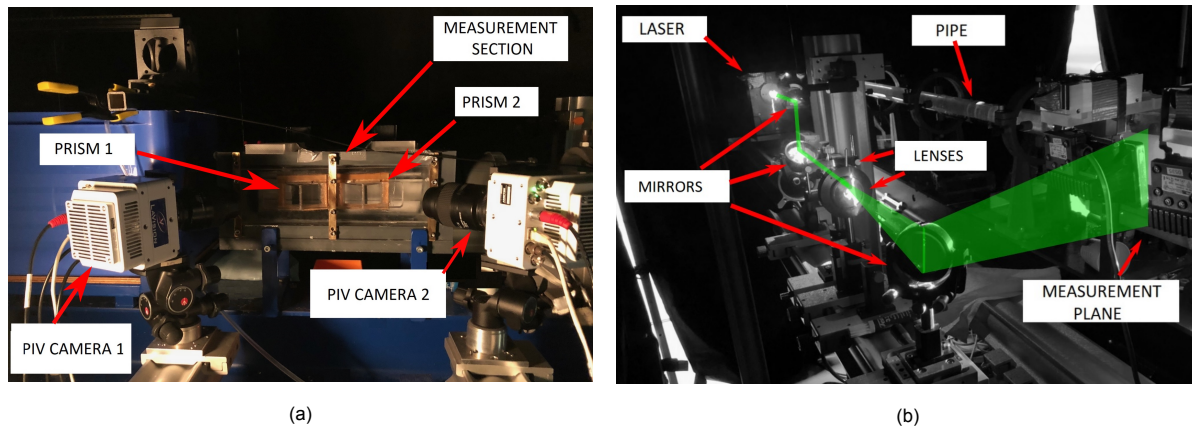 MEASUREMENT
SECTION
PRISM 2
PRISM 1
PIV CAMERA 2
PIV CAMERA 1
(a)
LASER
PIPE
LENSES
MIRRORS
MEASUREMENT
PLANE
(b)